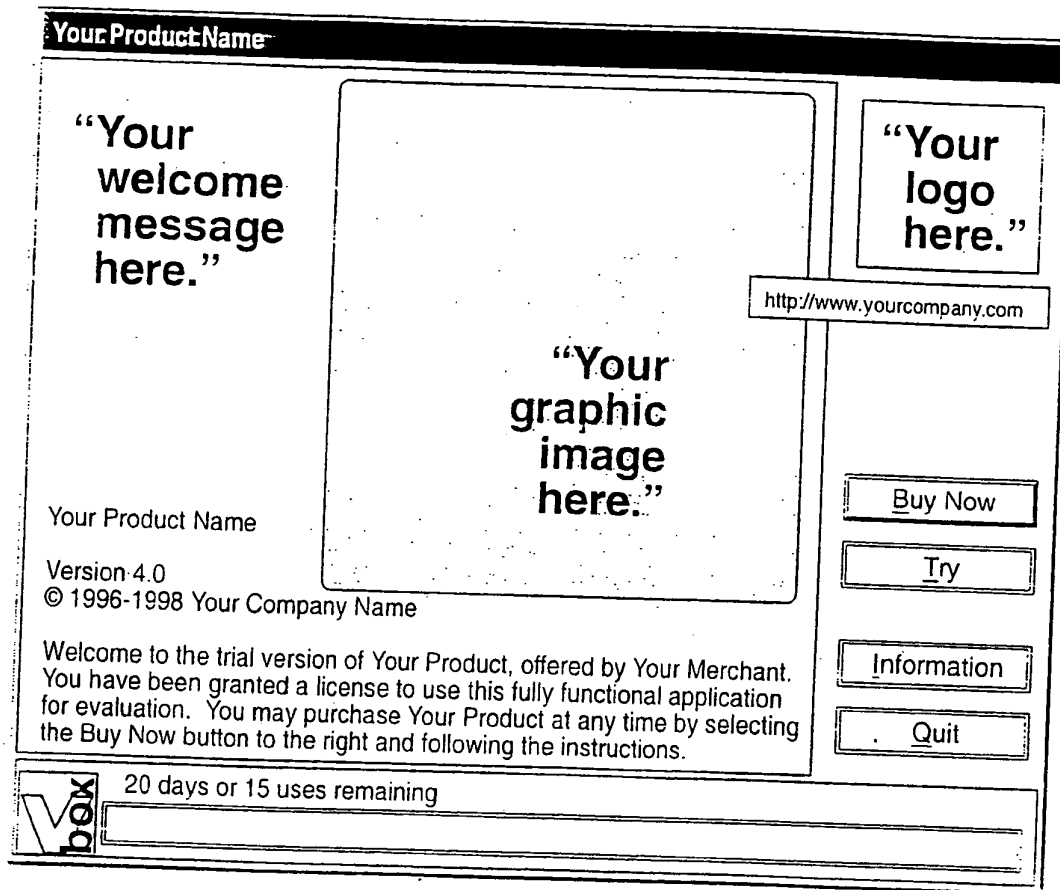 Your Product Name
“Your
welcome
message
here.”
“Your
graphic
image
here.”
“Your
logo
here.”
http://www.yourcompany.com
Your Product Name
Version 4.0
© 1996-1998 Your Company Name
Welcome to the trial version of Your Product, offered by Your Merchant.
You have been granted a license to use this fully functional application
for evaluation. You may purchase Your Product at any time by selecting
the Buy Now button to the right and following the instructions.
Buy Now
Try
Information
Quit
Vbox
20 days or 15 uses remaining